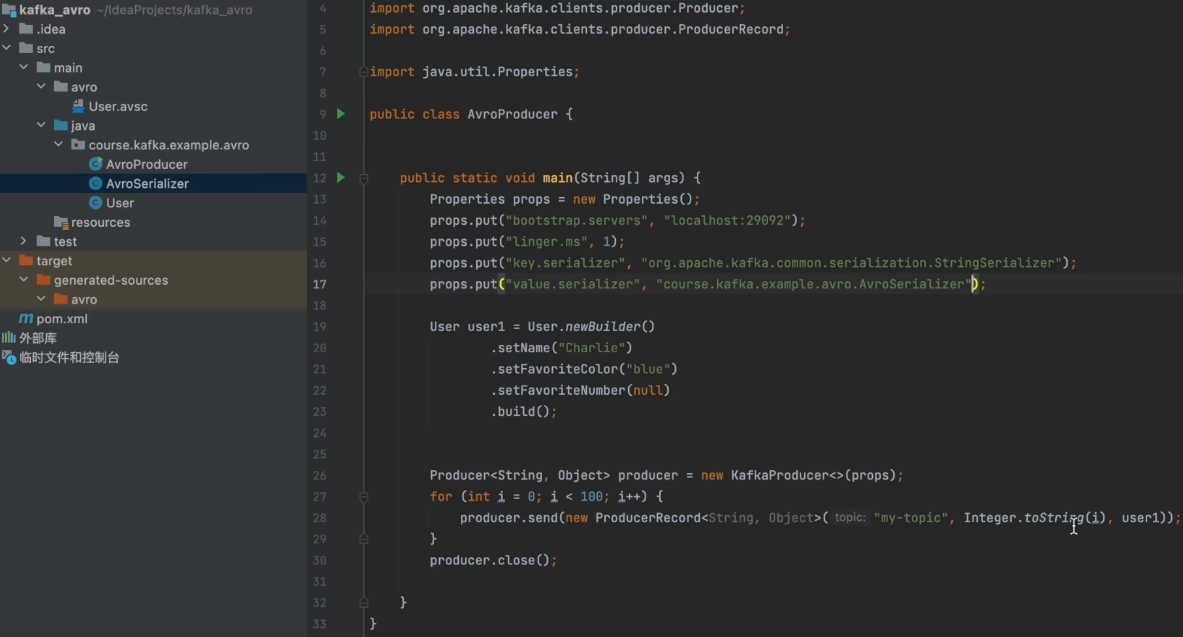 kafka_avro ~/IdeaProjects/kafka_avro
.idea
src
main
avro
User.avsc
java
course.kafka.example.avro
AvroProducer
AvroSerializer
User
resources
test
target
generated-sources
avro
pom.xml
外部库
临时文件和控制台
4 import org.apache.kafka.clients.producer.Producer;
5 import org.apache.kafka.clients.producer.ProducerRecord;
6
7 import java.util.Properties;
8
9 public class AvroProducer {
10
11
12 public static void main(String[] args) {
13 Properties props = new Properties();
14 props.put("bootstrap.servers", "localhost:29092");
15 props.put("linger.ms", 1);
16 props.put("key.serializer", "org.apache.kafka.common.serialization.StringSerializer");
17 props.put("value.serializer", "course.kafka.example.avro.AvroSerializer");
18
19 User user1 = User.newBuilder()
20 .setName("Charlie")
21 .setFavoriteColor("blue")
22 .setFavoriteNumber(null)
23 .build();
24
25
26 Producer<String, Object> producer = new KafkaProducer<>(props);
27 for (int i = 0; i < 100; i++) {
28 producer.send(new ProducerRecord<String, Object>( topic: "my-topic", Integer.toString(i), user1));
29 }
30 producer.close();
31
32 }
33 }